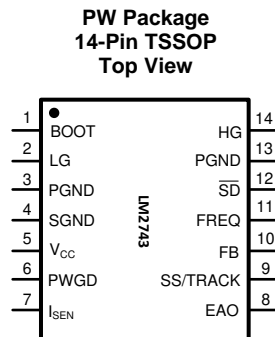 PW Package
14-Pin TSSOP
Top View
1 BOOT HG 14
2 LG PGND 13
3 PGND S̅D̅ 12
4 SGND FREQ 11
5 VCC FB 10
6 PWGD SS/TRACK 9
7 ISEN EAO 8
LM2743